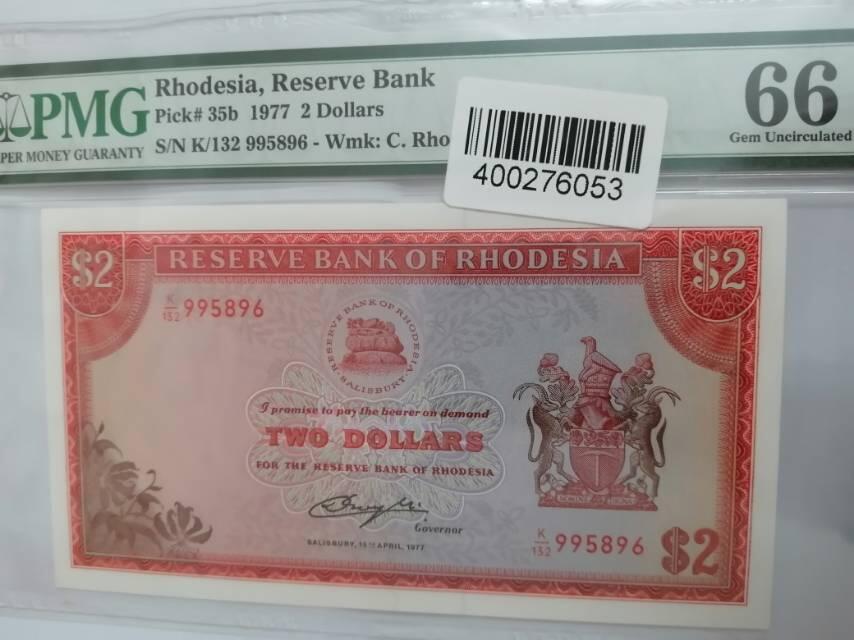 PMG
PAPER MONEY GUARANTY
Rhodesia, Reserve Bank
Pick# 35b 1977 2 Dollars
S/N K/132 995896 - Wmk: C. Rho
66
Gem Uncirculated
400276053
$2
RESERVE BANK OF RHODESIA
$2
K/132 995896
RESERVE BANK OF RHODESIA
SALISBURY
I promise to pay the bearer on demand
TWO DOLLARS
FOR THE RESERVE BANK OF RHODESIA
Governor
SALISBURY, 15TH APRIL, 1977
K/132 995896
$2